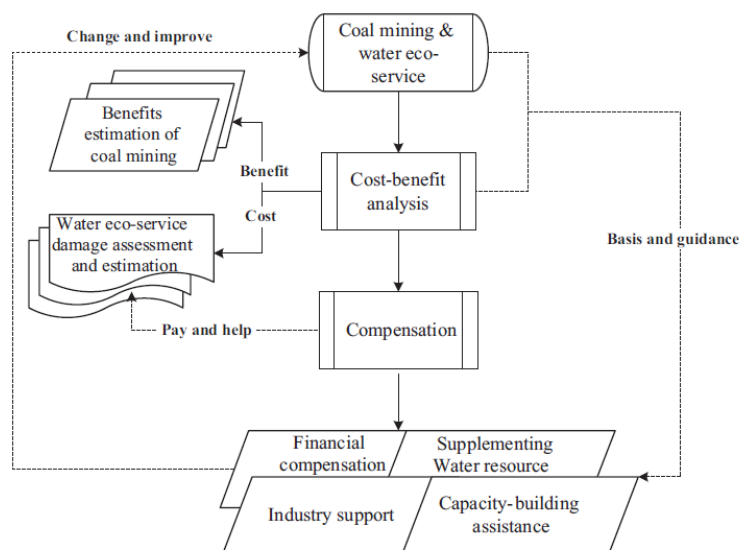 Change and improve
Coal mining &
water eco-
service
Benefits
estimation of
coal mining
Benefit
Cost-benefit
analysis
Cost
Water eco-service
damage assessment
and estimation
Basis and guidance
Pay and help
Compensation
Financial
compensation
Supplementing
Water resource
Industry support
Capacity-building
assistance